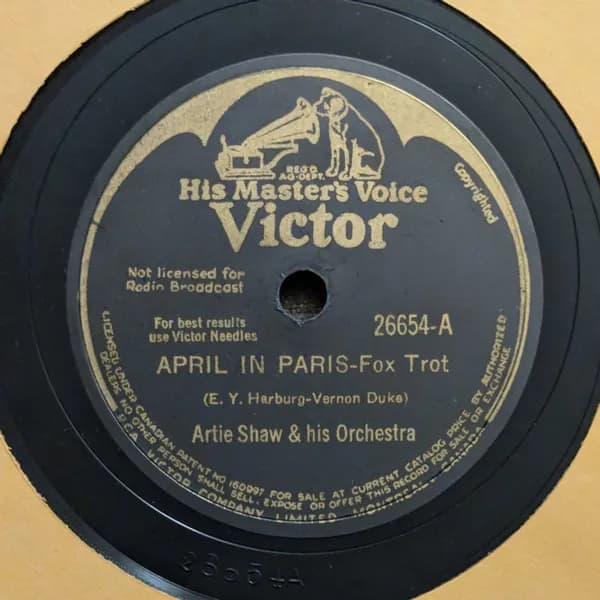 REG'D.
AG-DEPT.
His Master's Voice
Victor
Copyrighted
Not licensed for
Radio Broadcast
For best results
use Victor Needles
26654-A
APRIL IN PARIS-Fox Trot
(E. Y. Harburg-Vernon Duke)
Artie Shaw & his Orchestra
LICENSED UNDER CANADIAN PATENT NO 160997 FOR SALE AT CURRENT CATALOG PRICE BY AUTHORIZED
DEALERS NO OTHER PERSON SHALL SELL, EXPOSE OR OFFER THIS RECORD FOR SALE OR EXCHANGE
RCA VICTOR COMPANY LIMITED MONTREAL CANADA